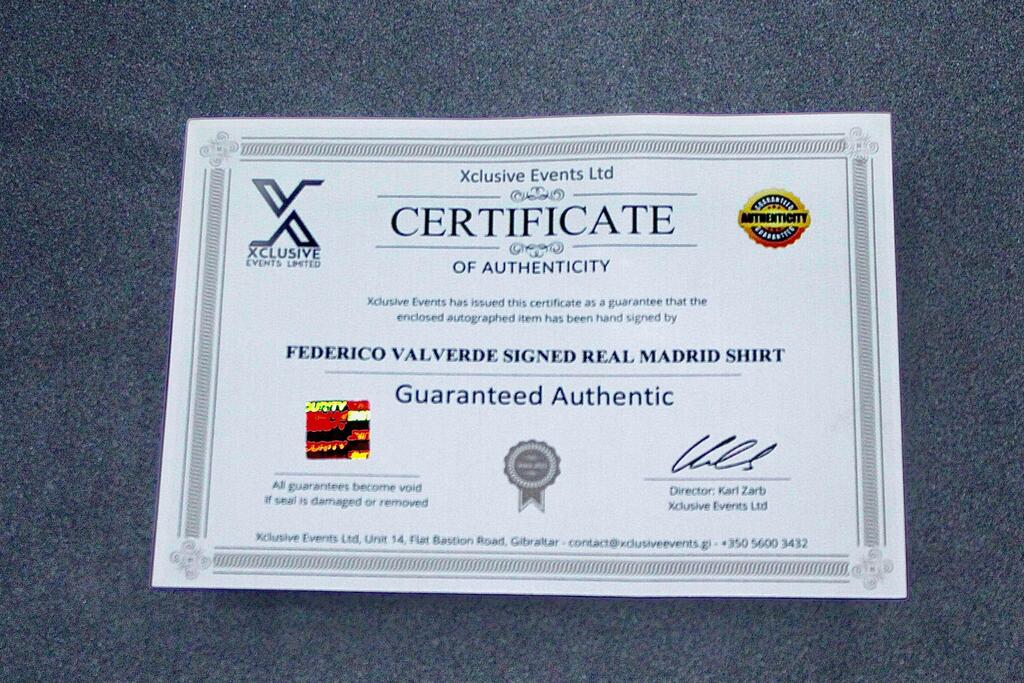 Xclusive Events Ltd
XCLUSIVE
EVENTS LIMITED
CERTIFICATE
OF AUTHENTICITY
GUARANTEED
AUTHENTICITY
GUARANTEED
Xclusive Events has issued this certificate as a guarantee that the
enclosed autographed item has been hand signed by
FEDERICO VALVERDE SIGNED REAL MADRID SHIRT
Guaranteed Authentic
All guarantees become void
if seal is damaged or removed
Director: Karl Zarb
Xclusive Events Ltd
Xclusive Events Ltd, Unit 14, Flat Bastion Road, Gibraltar - contact@xclusiveevents.gi - +350 5600 3432